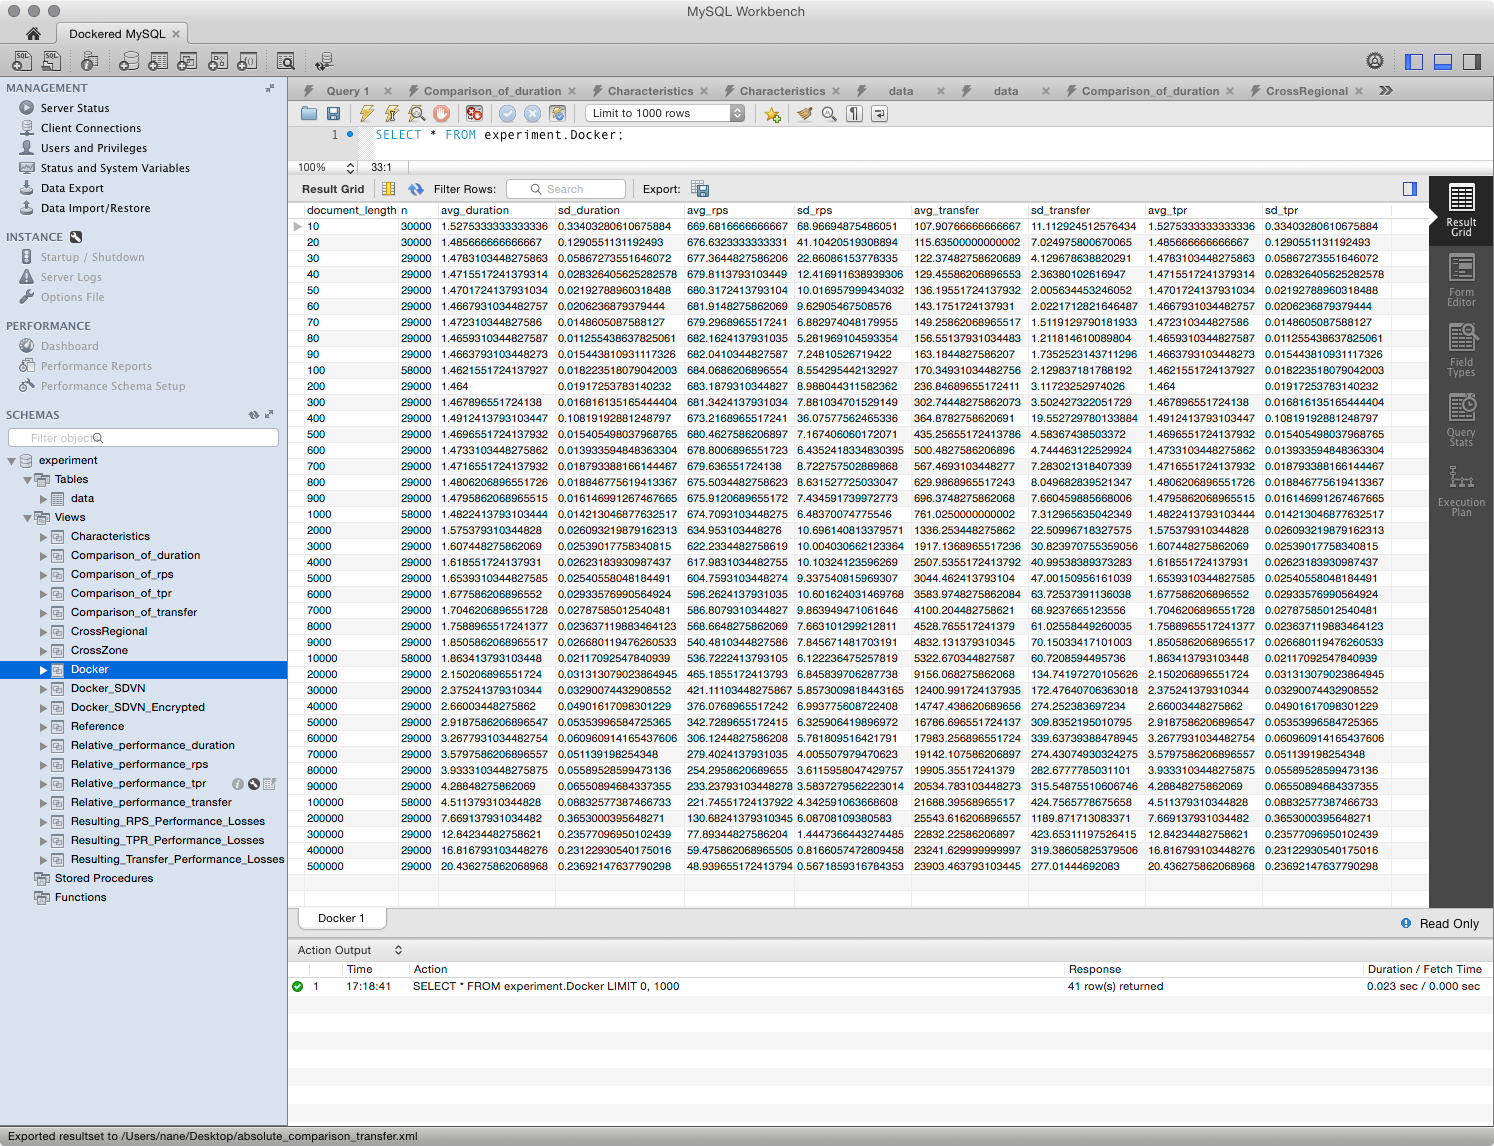 MySQL Workbench
Dockered MySQL
MANAGEMENT
Server Status
Client Connections
Users and Privileges
Status and System Variables
Data Export
Data Import/Restore
INSTANCE
Startup / Shutdown
Server Logs
Options File
PERFORMANCE
Dashboard
Performance Reports
Performance Schema Setup
SCHEMAS
Filter objects
experiment
Tables
data
Views
Characteristics
Comparison_of_duration
Comparison_of_rps
Comparison_of_tpr
Comparison_of_transfer
CrossRegional
CrossZone
Docker
Docker_SDVN
Docker_SDVN_Encrypted
Reference
Relative_performance_duration
Relative_performance_rps
Relative_performance_tpr
Relative_performance_transfer
Resulting_RPS_Performance_Losses
Resulting_TPR_Performance_Losses
Resulting_Transfer_Performance_Losses
Stored Procedures
Functions
Query 1 Comparison_of_duration Characteristics Characteristics data data Comparison_of_duration CrossRegional
Limit to 1000 rows
1 SELECT * FROM experiment.Docker;
100% 33:1
Result Grid Filter Rows: Search Export:
document_length n avg_duration sd_duration avg_rps sd_rps avg_transfer sd_transfer avg_tpr sd_tpr
10 30000 1.5275333333333336 0.33403280610675884 669.6816666666667 68.96694875486051 107.90766666666667 11.112924512576434 1.5275333333333336 0.33403280610675884
20 30000 1.485666666666667 0.1290551131192493 676.6323333333331 41.10420519308894 115.63500000000002 7.024975800670065 1.485666666666667 0.1290551131192493
30 29000 1.4783103448275863 0.05867273551646072 677.3644827586206 22.86086153778335 122.37482758620689 4.129678638820291 1.4783103448275863 0.05867273551646072
40 29000 1.4715517241379314 0.028326405625282578 679.8113793103449 12.416911638939306 129.45586206896553 2.36380102616947 1.4715517241379314 0.028326405625282578
50 29000 1.4701724137931034 0.02192788960318488 680.3172413793104 10.016957999434032 136.19551724137932 2.005634453246052 1.4701724137931034 0.02192788960318488
60 29000 1.4667931034482757 0.0206236879379444 681.9148275862069 9.62905467508576 143.1751724137931 2.0221712821646487 1.4667931034482757 0.0206236879379444
70 29000 1.472310344827586 0.0148605087588127 679.2968965517241 6.882974048179955 149.25862068965517 1.5119129790181933 1.472310344827586 0.0148605087588127
80 29000 1.4659310344827587 0.011255438637825061 682.1624137931035 5.281969104593354 156.55137931034483 1.211814610089804 1.4659310344827587 0.011255438637825061
90 29000 1.4663793103448273 0.015443810931117326 682.0410344827587 7.24810526719422 163.1844827586207 1.7352523143711296 1.4663793103448273 0.015443810931117326
100 58000 1.4621551724137927 0.018223518079042003 684.0686206896554 8.554295442132927 170.34931034482756 2.129837181788192 1.4621551724137927 0.018223518079042003
200 29000 1.464 0.01917253783140232 683.1879310344827 8.988044311582362 236.84689655172411 3.11723252974026 1.464 0.01917253783140232
300 29000 1.467896551724138 0.016816135165444404 681.3424137931034 7.881034701529149 302.74448275862073 3.502427322051729 1.467896551724138 0.016816135165444404
400 29000 1.4912413793103447 0.10819192881248797 673.2168965517241 36.07577562465336 364.8782758620691 19.552729780133884 1.4912413793103447 0.10819192881248797
500 29000 1.4696551724137932 0.015405498037968765 680.4627586206897 7.167406060172071 435.25655172413786 4.58367438503372 1.4696551724137932 0.015405498037968765
600 29000 1.4733103448275862 0.013933594848363304 678.8006896551723 6.4352418334830395 500.4827586206896 4.744463122529924 1.4733103448275862 0.013933594848363304
700 29000 1.4716551724137932 0.018793388166144467 679.636551724138 8.722757502889868 567.4693103448277 7.283021318407339 1.4716551724137932 0.018793388166144467
800 29000 1.4806206896551726 0.018846775619413367 675.5034482758623 8.631527725033047 629.9868965517243 8.049682839521347 1.4806206896551726 0.018846775619413367
900 29000 1.4795862068965515 0.016146991267467665 675.9120689655172 7.434591739972773 696.3748275862068 7.660459885668006 1.4795862068965515 0.016146991267467665
1000 58000 1.4822413793103444 0.014213046877632517 674.7093103448275 6.48370074775546 761.0250000000002 7.312965635042349 1.4822413793103444 0.014213046877632517
2000 29000 1.575379310344828 0.026093219879162313 634.953103448276 10.696140813379571 1336.253448275862 22.50996718327575 1.575379310344828 0.026093219879162313
3000 29000 1.607448275862069 0.02539017758340815 622.2334482758619 10.004030662123364 1917.1368965517236 30.823970755359056 1.607448275862069 0.02539017758340815
4000 29000 1.618551724137931 0.02623183930987437 617.9831034482755 10.10324123596269 2507.5355172413792 40.99538389373283 1.618551724137931 0.02623183930987437
5000 29000 1.6539310344827585 0.02540558048184491 604.7593103448274 9.337540815969307 3044.462413793104 47.00150956161039 1.6539310344827585 0.02540558048184491
6000 29000 1.677586206896552 0.02933576990564924 596.2624137931035 10.601624031469768 3583.9748275862084 63.72537391136038 1.677586206896552 0.02933576990564924
7000 29000 1.7046206896551728 0.02787585012540481 586.8079310344827 9.863949471061646 4100.204482758621 68.9237665123556 1.7046206896551728 0.02787585012540481
8000 29000 1.7588965517241377 0.023637119883464123 568.6648275862069 7.663101299212811 4528.765517241379 61.02558449260035 1.7588965517241377 0.023637119883464123
9000 29000 1.8505862068965517 0.026680119476260533 540.4810344827586 7.845671481703191 4832.131379310345 70.15033417101003 1.8505862068965517 0.026680119476260533
10000 58000 1.863413793103448 0.02117092547840939 536.7222413793105 6.122236475257819 5322.670344827587 60.7208594495736 1.863413793103448 0.02117092547840939
20000 29000 2.150206896551724 0.031313079023864945 465.1855172413793 6.845839706287738 9156.068275862068 134.74197270105626 2.150206896551724 0.031313079023864945
30000 29000 2.375241379310344 0.03290074432908552 421.11103448275867 5.8573009818443165 12400.991724137935 172.47640706363018 2.375241379310344 0.03290074432908552
40000 29000 2.66003448275862 0.04901617098301229 376.0768965517242 6.993775608722408 14747.438620689656 274.252383697234 2.66003448275862 0.04901617098301229
50000 29000 2.9187586206896547 0.05353996584725365 342.7289655172415 6.325906419896972 16786.696551724137 309.8352195010795 2.9187586206896547 0.05353996584725365
60000 29000 3.2677931034482754 0.060960914165437606 306.1244827586208 5.781809516421791 17983.256896551724 339.63739388478945 3.2677931034482754 0.060960914165437606
70000 29000 3.5797586206896557 0.051139198254348 279.4024137931035 4.005507979470623 19142.107586206897 274.43074930324275 3.5797586206896557 0.051139198254348
80000 29000 3.9333103448275875 0.05589528599473136 254.2958620689655 3.6115958047429757 19905.35517241379 282.6777785031101 3.9333103448275875 0.05589528599473136
90000 29000 4.28848275862069 0.06550894684337355 233.23793103448278 3.5837279562223014 20534.783103448274 315.54875510606746 4.28848275862069 0.06550894684337355
100000 58000 4.511379310344828 0.08832577387466733 221.74551724137922 4.342591063668608 21688.39568965517 424.7565778675658 4.511379310344828 0.08832577387466733
200000 29000 7.669137931034482 0.3653000395648271 130.68241379310345 6.08708109380583 25543.616206896552 1189.871713083371 7.669137931034482 0.3653000395648271
300000 29000 12.84234482758621 0.23577096950102439 77.89344827586204 1.4447366443274485 22832.22586206897 423.65311197526415 12.84234482758621 0.23577096950102439
400000 29000 16.816793103448276 0.23122930540175016 59.475862068965505 0.8166057472809458 23241.629999999997 319.38605825379506 16.816793103448276 0.23122930540175016
500000 29000 20.436275862068968 0.23692147637790298 48.939655172413794 0.5671859316784353 23903.463793103445 277.01444692083 20.436275862068968 0.23692147637790298
Result
Grid
Form
Editor
Field
Types
Query
Stats
Execution
Plan
Docker 1
Read Only
Action Output
Time Action Response Duration / Fetch Time
1 17:18:41 SELECT * FROM experiment.Docker LIMIT 0, 1000 41 row(s) returned 0.023 sec / 0.000 sec
Exported resultset to /Users/nane/Desktop/absolute_comparison_transfer.xml